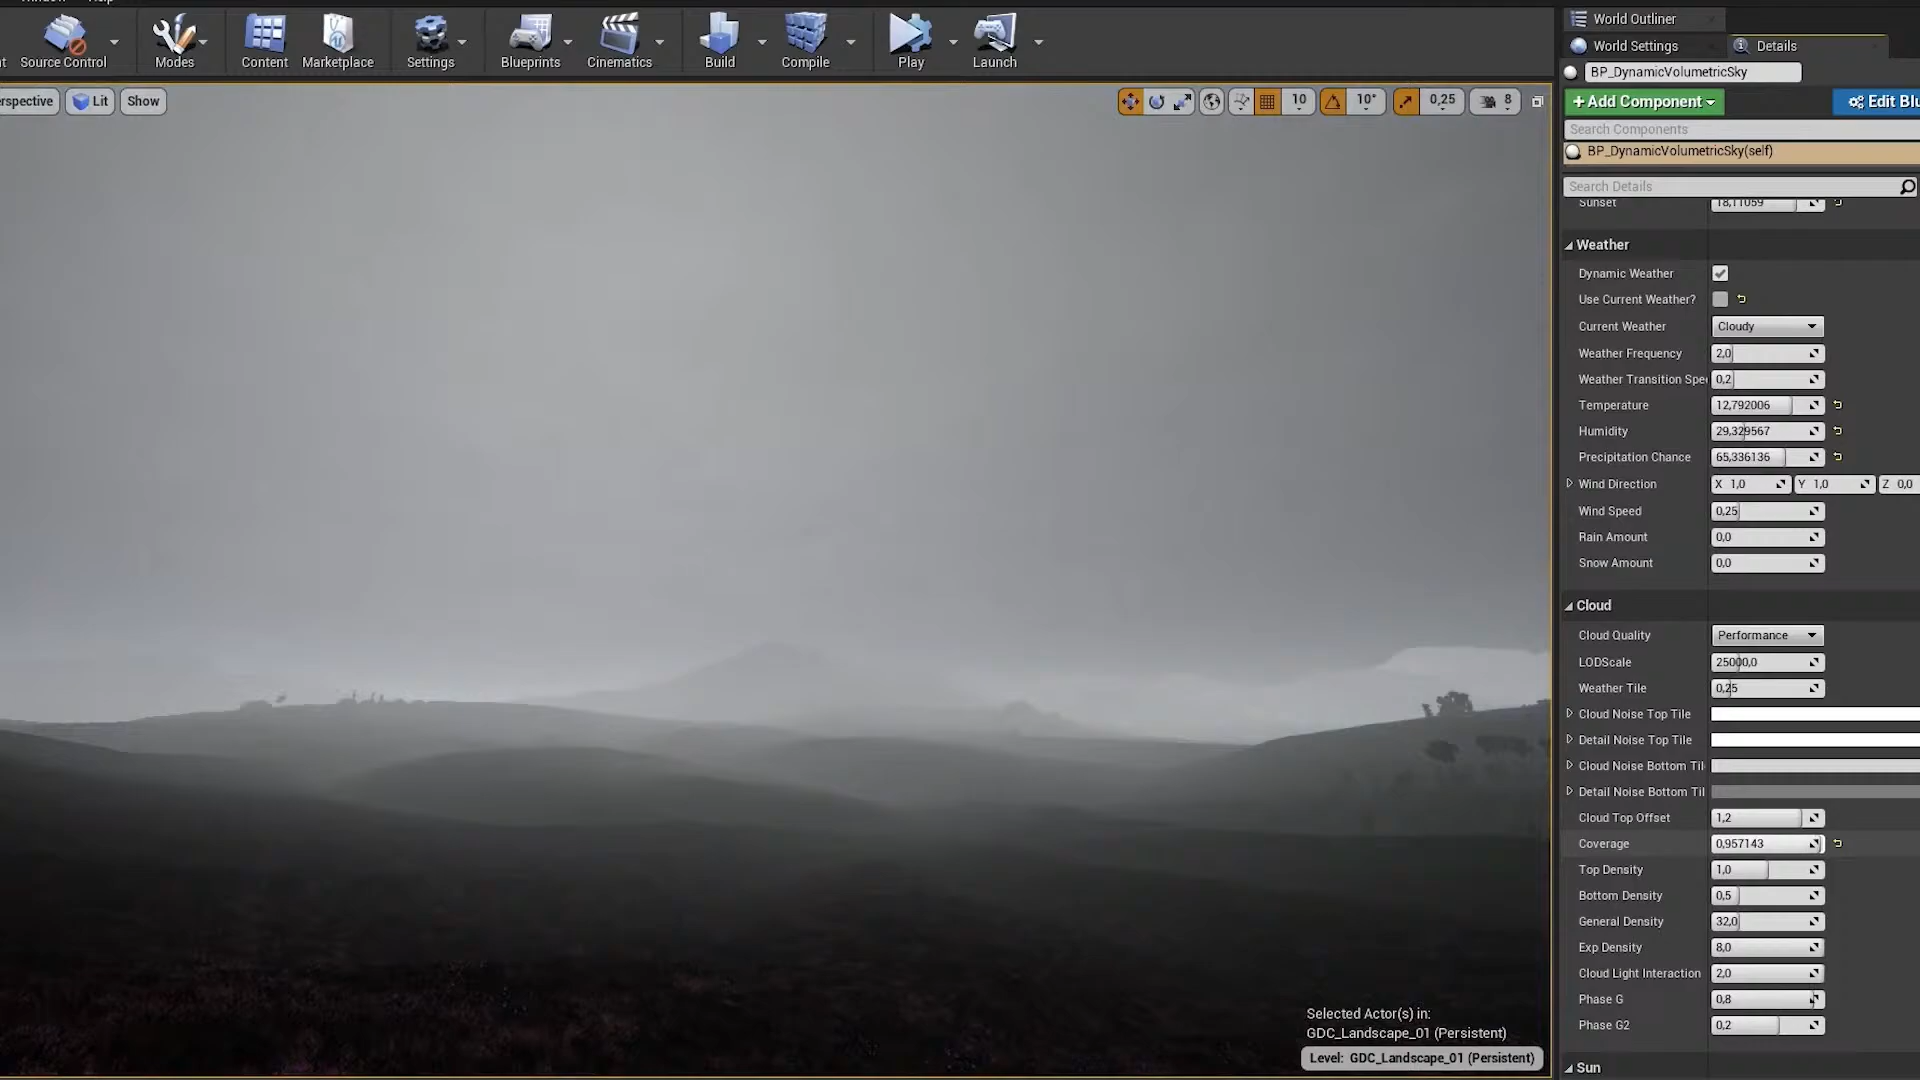 Window Help
Source Control
Modes
Content
Marketplace
Settings
Blueprints
Cinematics
Build
Compile
Play
Launch
erspective
Lit
Show
10
10°
0,25
8
World Outliner
World Settings
Details
BP_DynamicVolumetricSky
+Add Component
Edit Blu
Search Components
BP_DynamicVolumetricSky(self)
Search Details
Sunset 18,11059
Weather
Dynamic Weather
Use Current Weather?
Current Weather Cloudy
Weather Frequency 2,0
Weather Transition Spe 0,2
Temperature 12,792006
Humidity 29,329567
Precipitation Chance 65,336136
Wind Direction X 1,0 Y 1,0 Z 0,0
Wind Speed 0,25
Rain Amount 0,0
Snow Amount 0,0
Cloud
Cloud Quality Performance
LODScale 25000,0
Weather Tile 0,25
Cloud Noise Top Tile
Detail Noise Top Tile
Cloud Noise Bottom Til
Detail Noise Bottom Til
Cloud Top Offset 1,2
Coverage 0,957143
Top Density 1,0
Bottom Density 0,5
General Density 32,0
Exp Density 8,0
Cloud Light Interaction 2,0
Phase G 0,8
Phase G2 0,2
Sun
Selected Actor(s) in:
GDC_Landscape_01 (Persistent)
Level: GDC_Landscape_01 (Persistent)